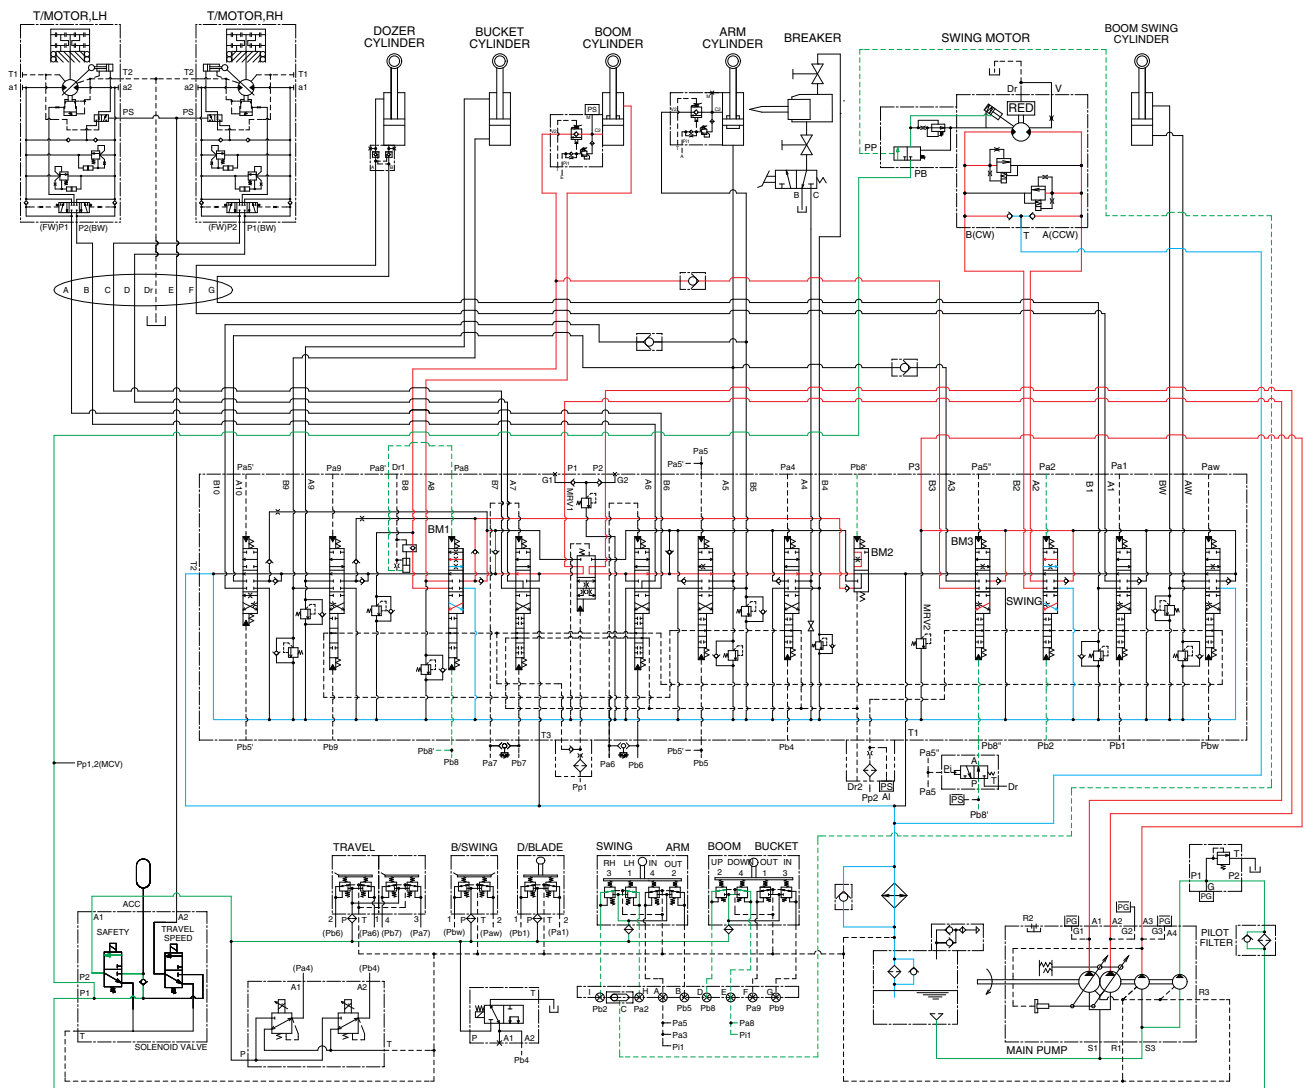 T/MOTOR,LH
T/MOTOR,RH
DOZER
CYLINDER
BUCKET
CYLINDER
BOOM
CYLINDER
ARM
CYLINDER
BREAKER
SWING MOTOR
BOOM SWING
CYLINDER
T1 T2 T2 T1
a1 a2 a1 a2
PS PS
PS
Dr V
RED
PP
PB
B C
(FW)P1 P2(BW) (FW)P2 P1(BW)
B(CW) T A(CCW)
A B C D Dr E F G
Pa5' Pa9 Pa8' Dr1 Pa8 P1 P2 Pa5 Pa5' Pa4 Pb8' P3 Pa5" Pa2 Pa1 Paw
B10 A10 B9 A9 B8 A8 B7 A7 G1 G2 A6 B6 A5 B5 A4 B4 B3 A3 B2 A2 B1 A1 BW AW
MRV1
BM1
BM2
BM3
T2
SWING
MRV2
T3 T1
Pb5' Pb9 Pb8' Pb8 Pa7 Pb7 Pp1 Pa6 Pb6 Pb5' Pb5 Pb4 Dr2 Pp2 PS AI Pb8" Pb2 Pb1 Pbw
Pa5" A
Pi
P T
Pa5 Dr
PS
Pb8'
Pp1,2(MCV)
TRAVEL
B/SWING
D/BLADE
SWING ARM
BOOM BUCKET
RH LH IN OUT
3 1 4 2
UP DOWN OUT IN
2 4 1 3
2 P T 1 4 3
(Pb6) (Pa6) (Pb7) (Pa7)
1 P T 2
(Pbw) (Paw)
1 P T 2
(Pb1) (Pa1)
ACC
A1 A2
SAFETY
TRAVEL
SPEED
P2
P1
T
SOLENOID VALVE
(Pa4) (Pb4)
A1 A2
P T
T
P A1 A2
Pb4
I C H A B D E F G
Pb2 Pa2 Pb5 Pb8 Pa9 Pb9
Pa5
Pa3
Pi1
Pa8
Pi1
P1 T P2
G
PG
PILOT
FILTER
R2 PG A1 A2 PG A3 PG A4
G1 G2 G3
R3
MAIN PUMP
S1 R1 S3